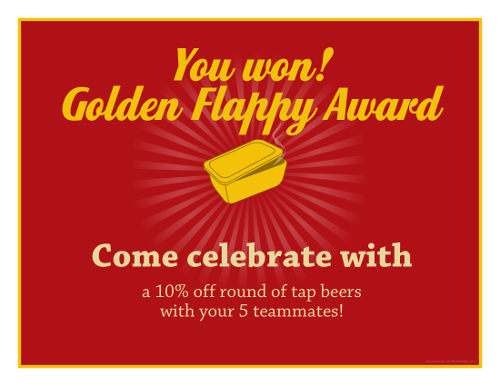 You won!
Golden Flappy Award
Come celebrate with
a 10% off round of tap beers
with your 5 teammates!